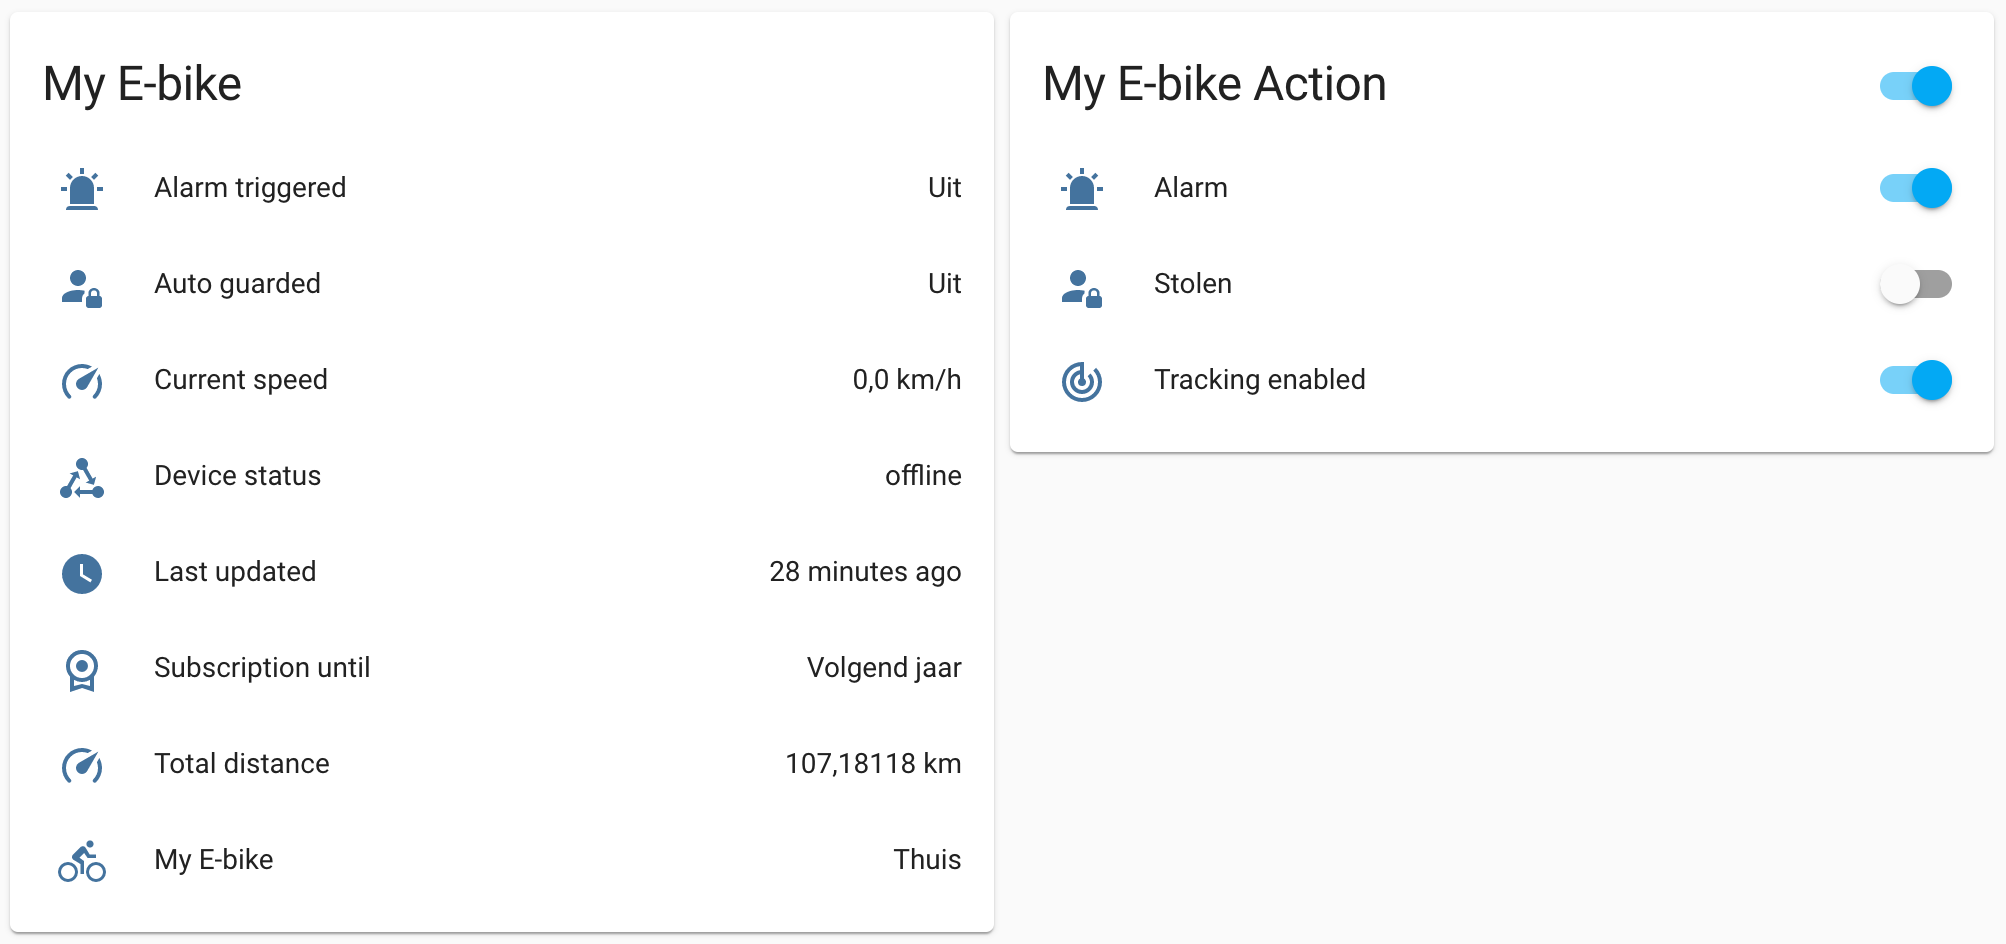 My E-bike
Alarm triggered Uit
Auto guarded Uit
Current speed 0,0 km/h
Device status offline
Last updated 28 minutes ago
Subscription until Volgend jaar
Total distance 107,18118 km
My E-bike Thuis
My E-bike Action
Alarm
Stolen
Tracking enabled